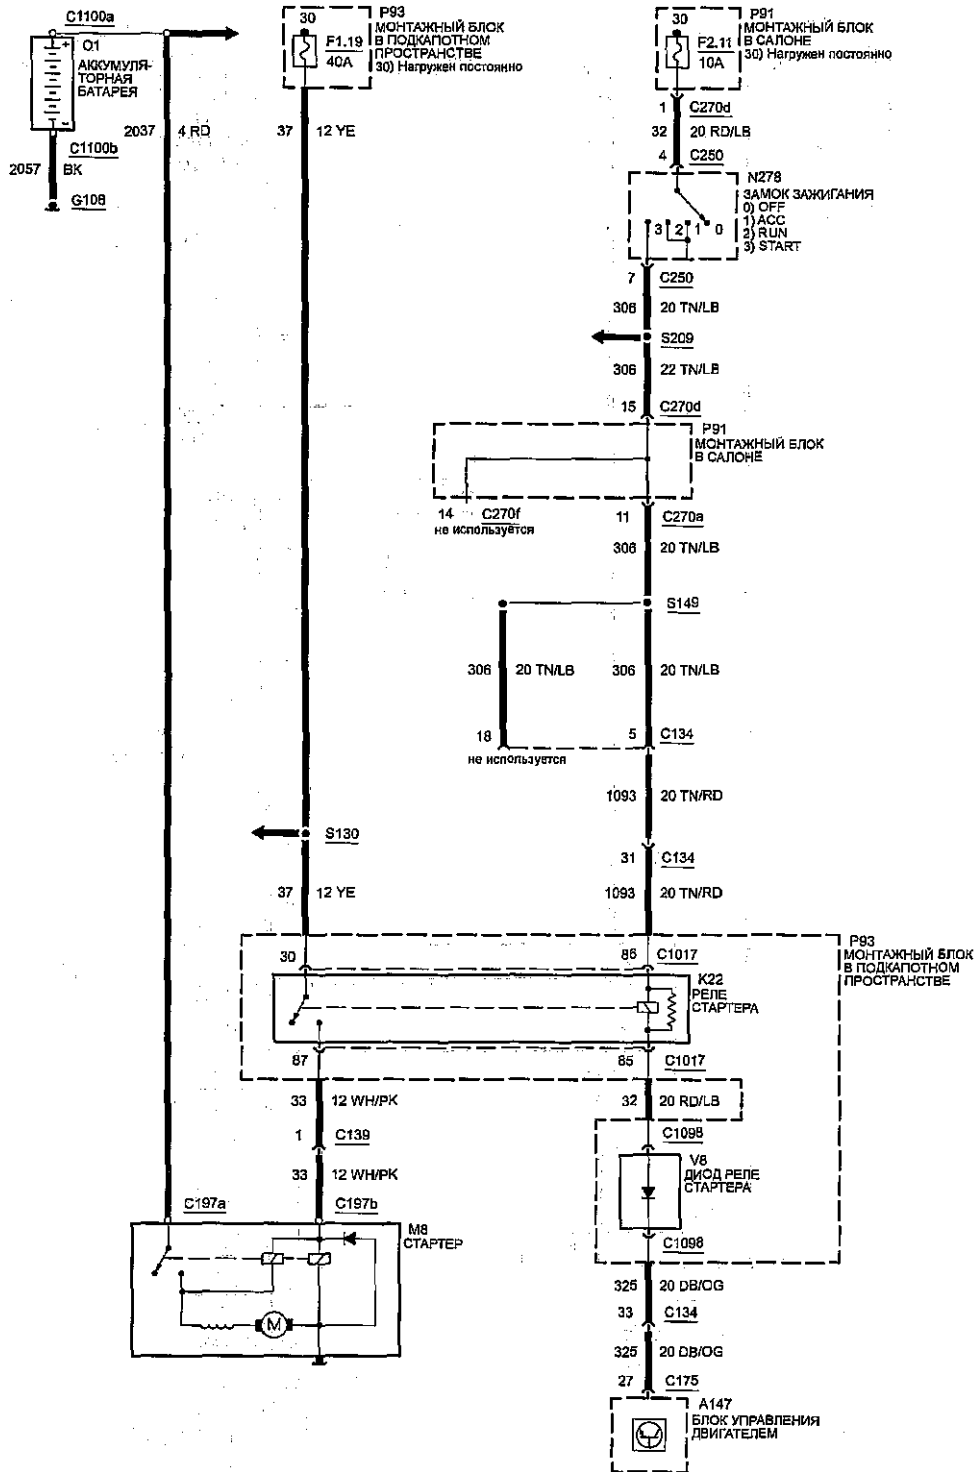 C1100a
O1
АККУМУЛЯ-
ТОРНАЯ
БАТАРЕЯ
+
-
C1100b
2057 BK
G108
2037 4 RD
30
F1.19
40A
P93
МОНТАЖНЫЙ БЛОК
В ПОДКАПОТНОМ
ПРОСТРАНСТВЕ
30) Нагружен постоянно
37 12 YE
30
F2.11
10A
P91
МОНТАЖНЫЙ БЛОК
В САЛОНЕ
30) Нагружен постоянно
1 C270d
32 20 RD/LB
4 C250
N278
ЗАМОК ЗАЖИГАНИЯ
0) OFF
1) ACC
2) RUN
3) START
3 2 1 0
7 C250
306 20 TN/LB
S209
306 22 TN/LB
15 C270d
P91
МОНТАЖНЫЙ БЛОК
В САЛОНЕ
14 C270f
не используется
11 C270a
306 20 TN/LB
S149
306 20 TN/LB
306 20 TN/LB
18
не используется
5 C134
1093 20 TN/RD
S130
31 C134
37 12 YE
1093 20 TN/RD
30
86 C1017
P93
МОНТАЖНЫЙ БЛОК
В ПОДКАПОТНОМ
ПРОСТРАНСТВЕ
K22
РЕЛЕ
СТАРТЕРА
87
85 C1017
33 12 WH/PK
32 20 RD/LB
1 C139
C1098
33 12 WH/PK
V8
ДИОД РЕЛЕ
СТАРТЕРА
C197a
C197b
M8
СТАРТЕР
M
C1098
325 20 DB/OG
33 C134
325 20 DB/OG
27 C175
A147
БЛОК УПРАВЛЕНИЯ
ДВИГАТЕЛЕМ